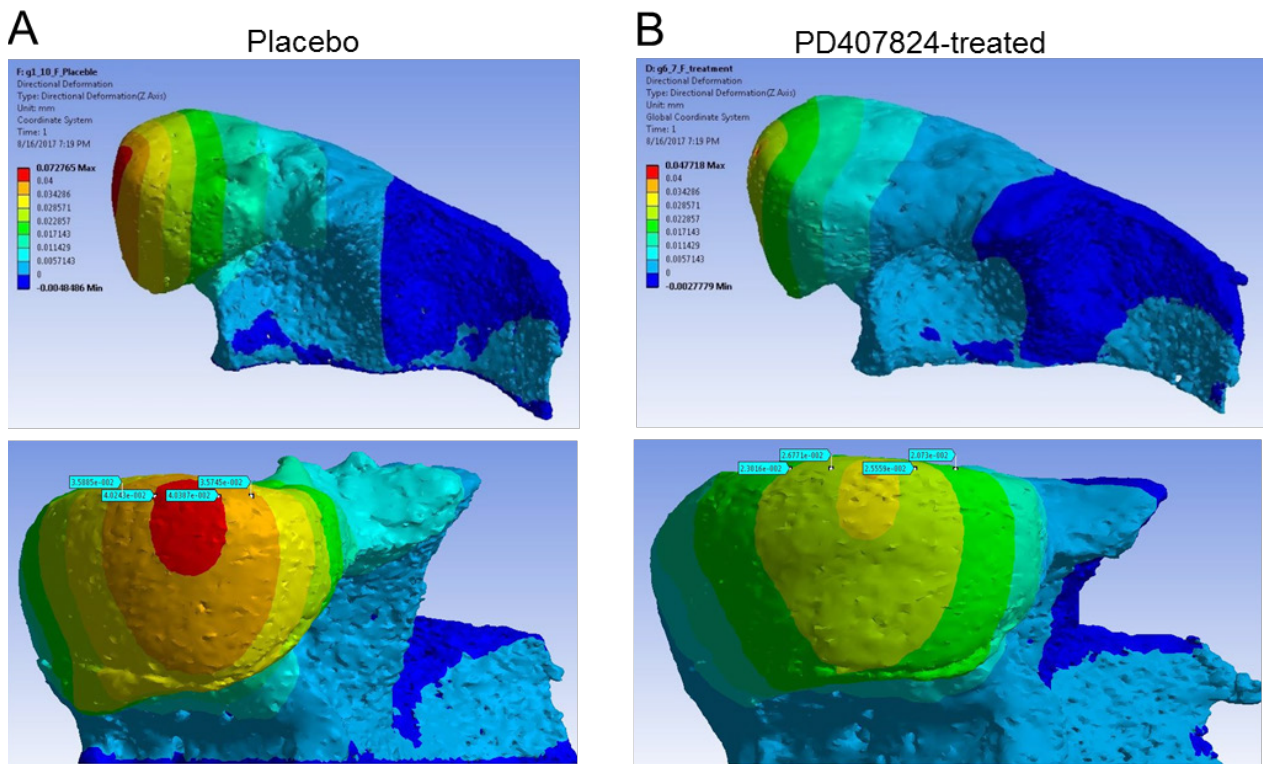 A
Placebo
F: g1_10_F_Placeble
Directional Deformation
Type: Directional Deformation(Z Axis)
Unit: mm
Coordinate System
Time: 1
8/16/2017 7:19 PM
0.072765 Max
0.04
0.034286
0.028571
0.022857
0.017143
0.011429
0.0057143
0
-0.0048486 Min
3.5885e-002
3.5745e-002
4.0243e-002
4.0387e-002
B
PD407824-treated
D: g6_7_F_treatment
Directional Deformation
Type: Directional Deformation(Z Axis)
Unit: mm
Global Coordinate System
Time: 1
8/16/2017 7:19 PM
0.047718 Max
0.04
0.034286
0.028571
0.022857
0.017143
0.011429
0.0057143
0
-0.0027779 Min
2.6771e-002
2.073e-002
2.3016e-002
2.5559e-002